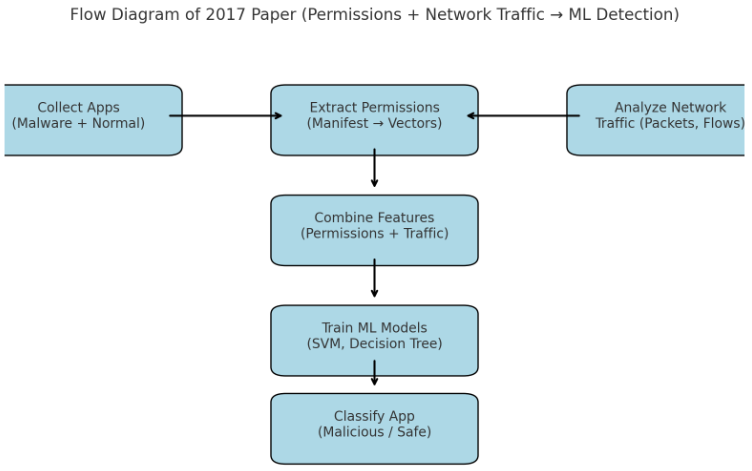 Flow Diagram of 2017 Paper (Permissions + Network Traffic → ML Detection)
Collect Apps
(Malware + Normal)
Extract Permissions
(Manifest → Vectors)
Analyze Network
Traffic (Packets, Flows)
Combine Features
(Permissions + Traffic)
Train ML Models
(SVM, Decision Tree)
Classify App
(Malicious / Safe)